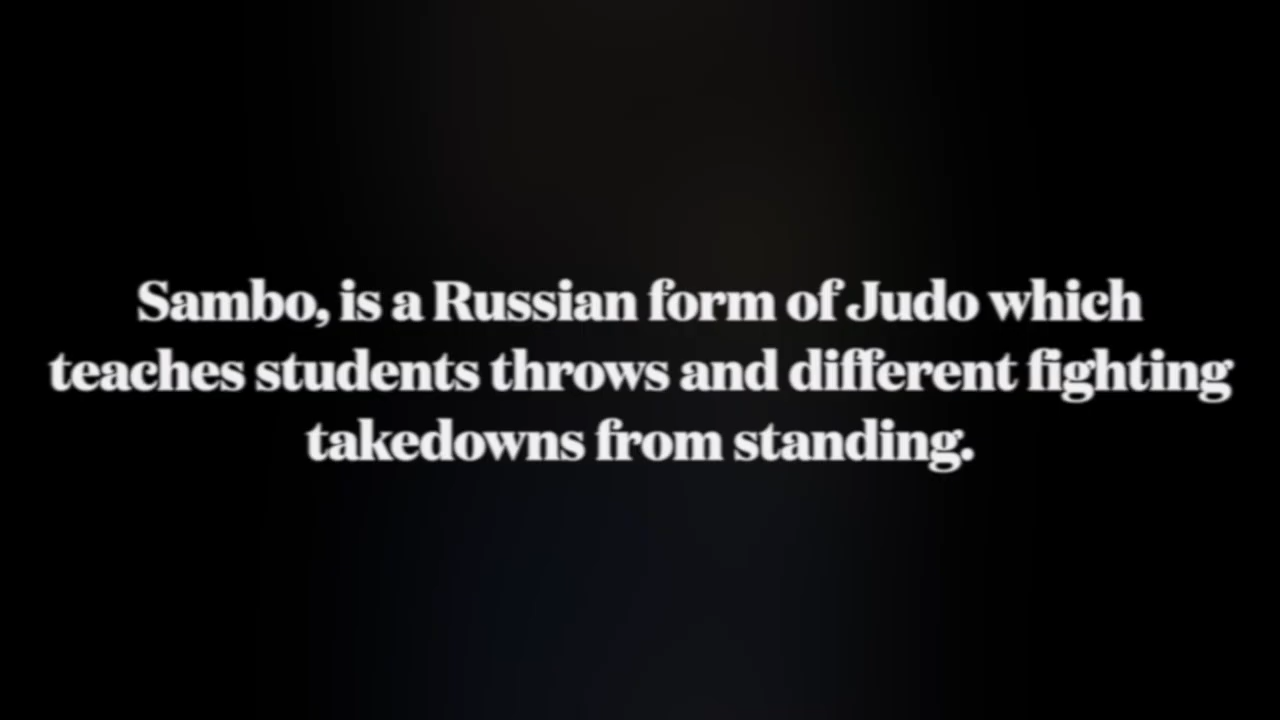 Sambo, is a Russian form of Judo which
teaches students throws and different fighting
takedowns from standing.